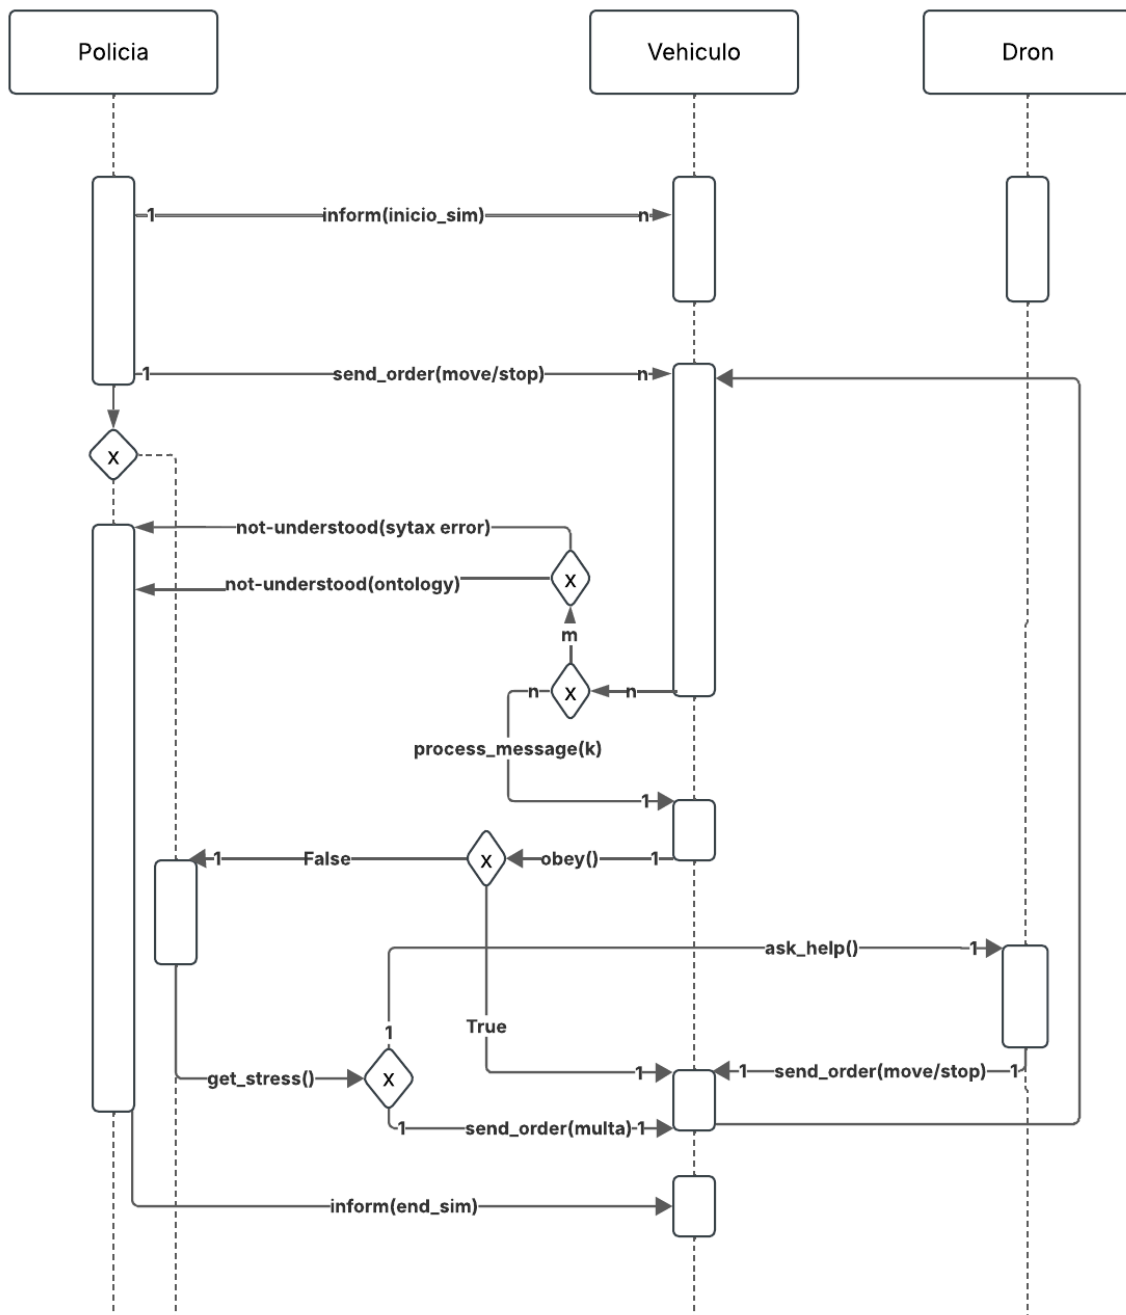 Policia
Vehiculo
Dron
1 inform(inicio_sim) n
1 send_order(move/stop) n
x
not-understood(sytax error)
x
not-understood(ontology)
m
n x n
process_message(k)
1
1 False x obey() 1
ask_help() 1
1
True
get_stress() x 1 1 send_order(move/stop) 1
1 send_order(multa) 1
inform(end_sim)